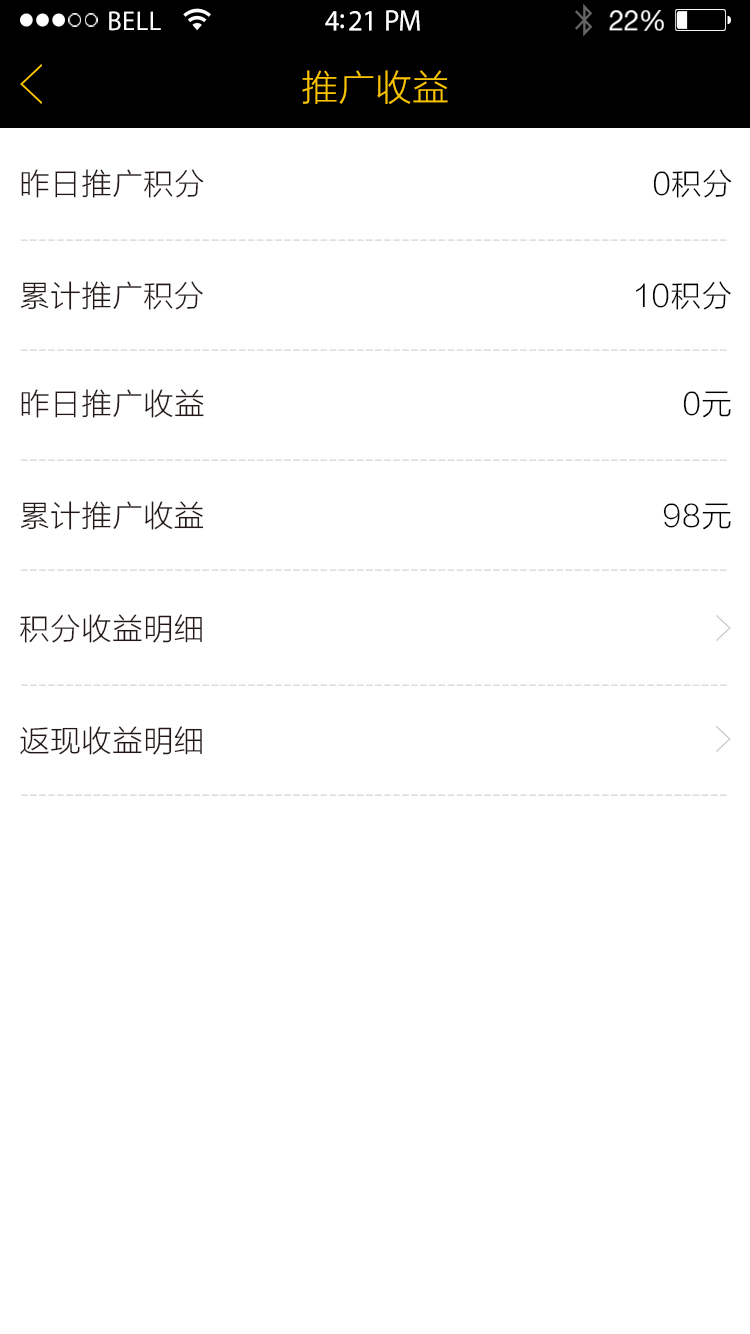 BELL 4:21 PM 22%
推广收益
昨日推广积分 0积分
累计推广积分 10积分
昨日推广收益 0元
累计推广收益 98元
积分收益明细
返现收益明细